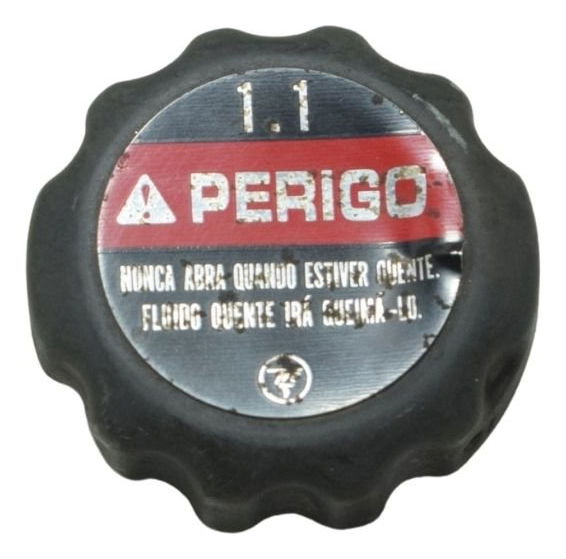 1.1
PERIGO
NUNCA ABRA QUANDO ESTIVER QUENTE.
FLUIDO QUENTE IRÁ QUEIMÁ-LO.